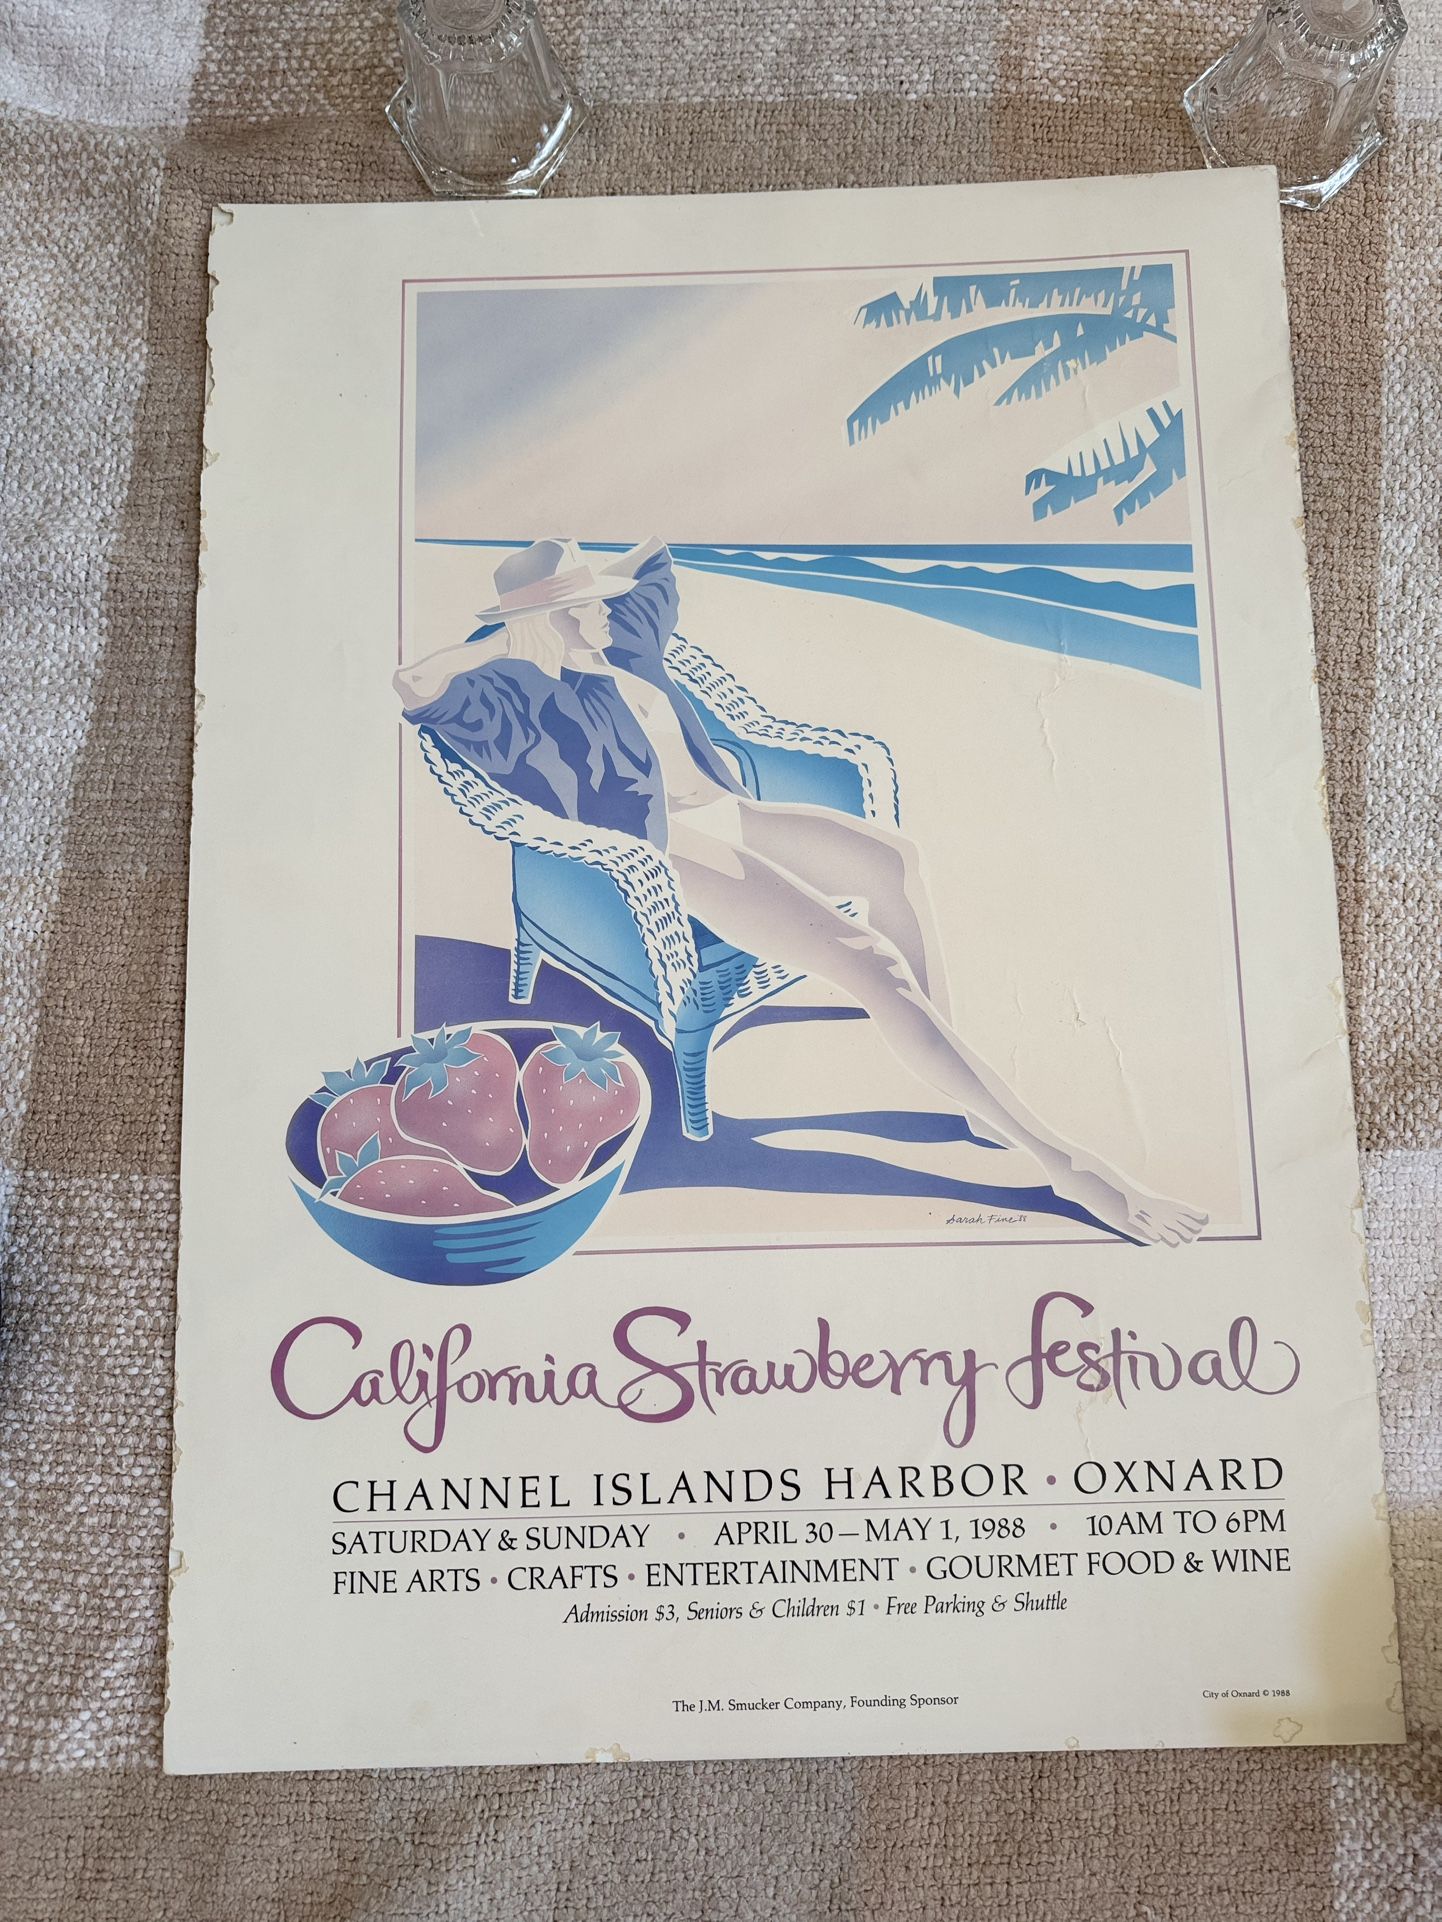 Sarah Fine 88
California Strawberry Festival
CHANNEL ISLANDS HARBOR • OXNARD
SATURDAY & SUNDAY • APRIL 30 – MAY 1, 1988 • 10AM TO 6PM
FINE ARTS • CRAFTS • ENTERTAINMENT • GOURMET FOOD & WINE
Admission $3, Seniors & Children $1 • Free Parking & Shuttle
The J.M. Smucker Company, Founding Sponsor
City of Oxnard © 1988